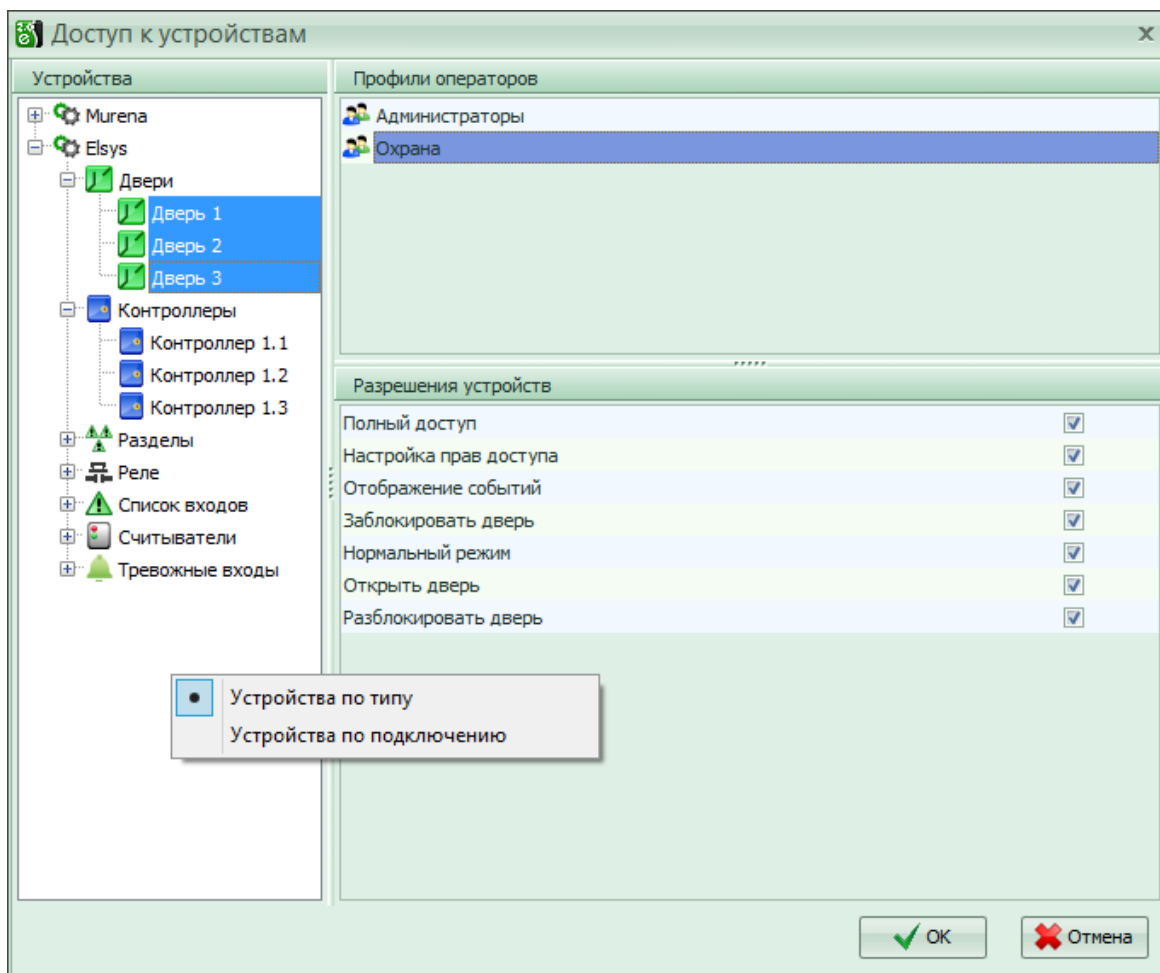 Доступ к устройствам
Устройства
Murena
Elsys
Двери
Дверь 1
Дверь 2
Дверь 3
Контроллеры
Контроллер 1.1
Контроллер 1.2
Контроллер 1.3
Разделы
Реле
Список входов
Считыватели
Тревожные входы
Профили операторов
Администраторы
Охрана
Разрешения устройств
Полный доступ
Настройка прав доступа
Отображение событий
Заблокировать дверь
Нормальный режим
Открыть дверь
Разблокировать дверь
Устройства по типу
Устройства по подключению
OK
Отмена